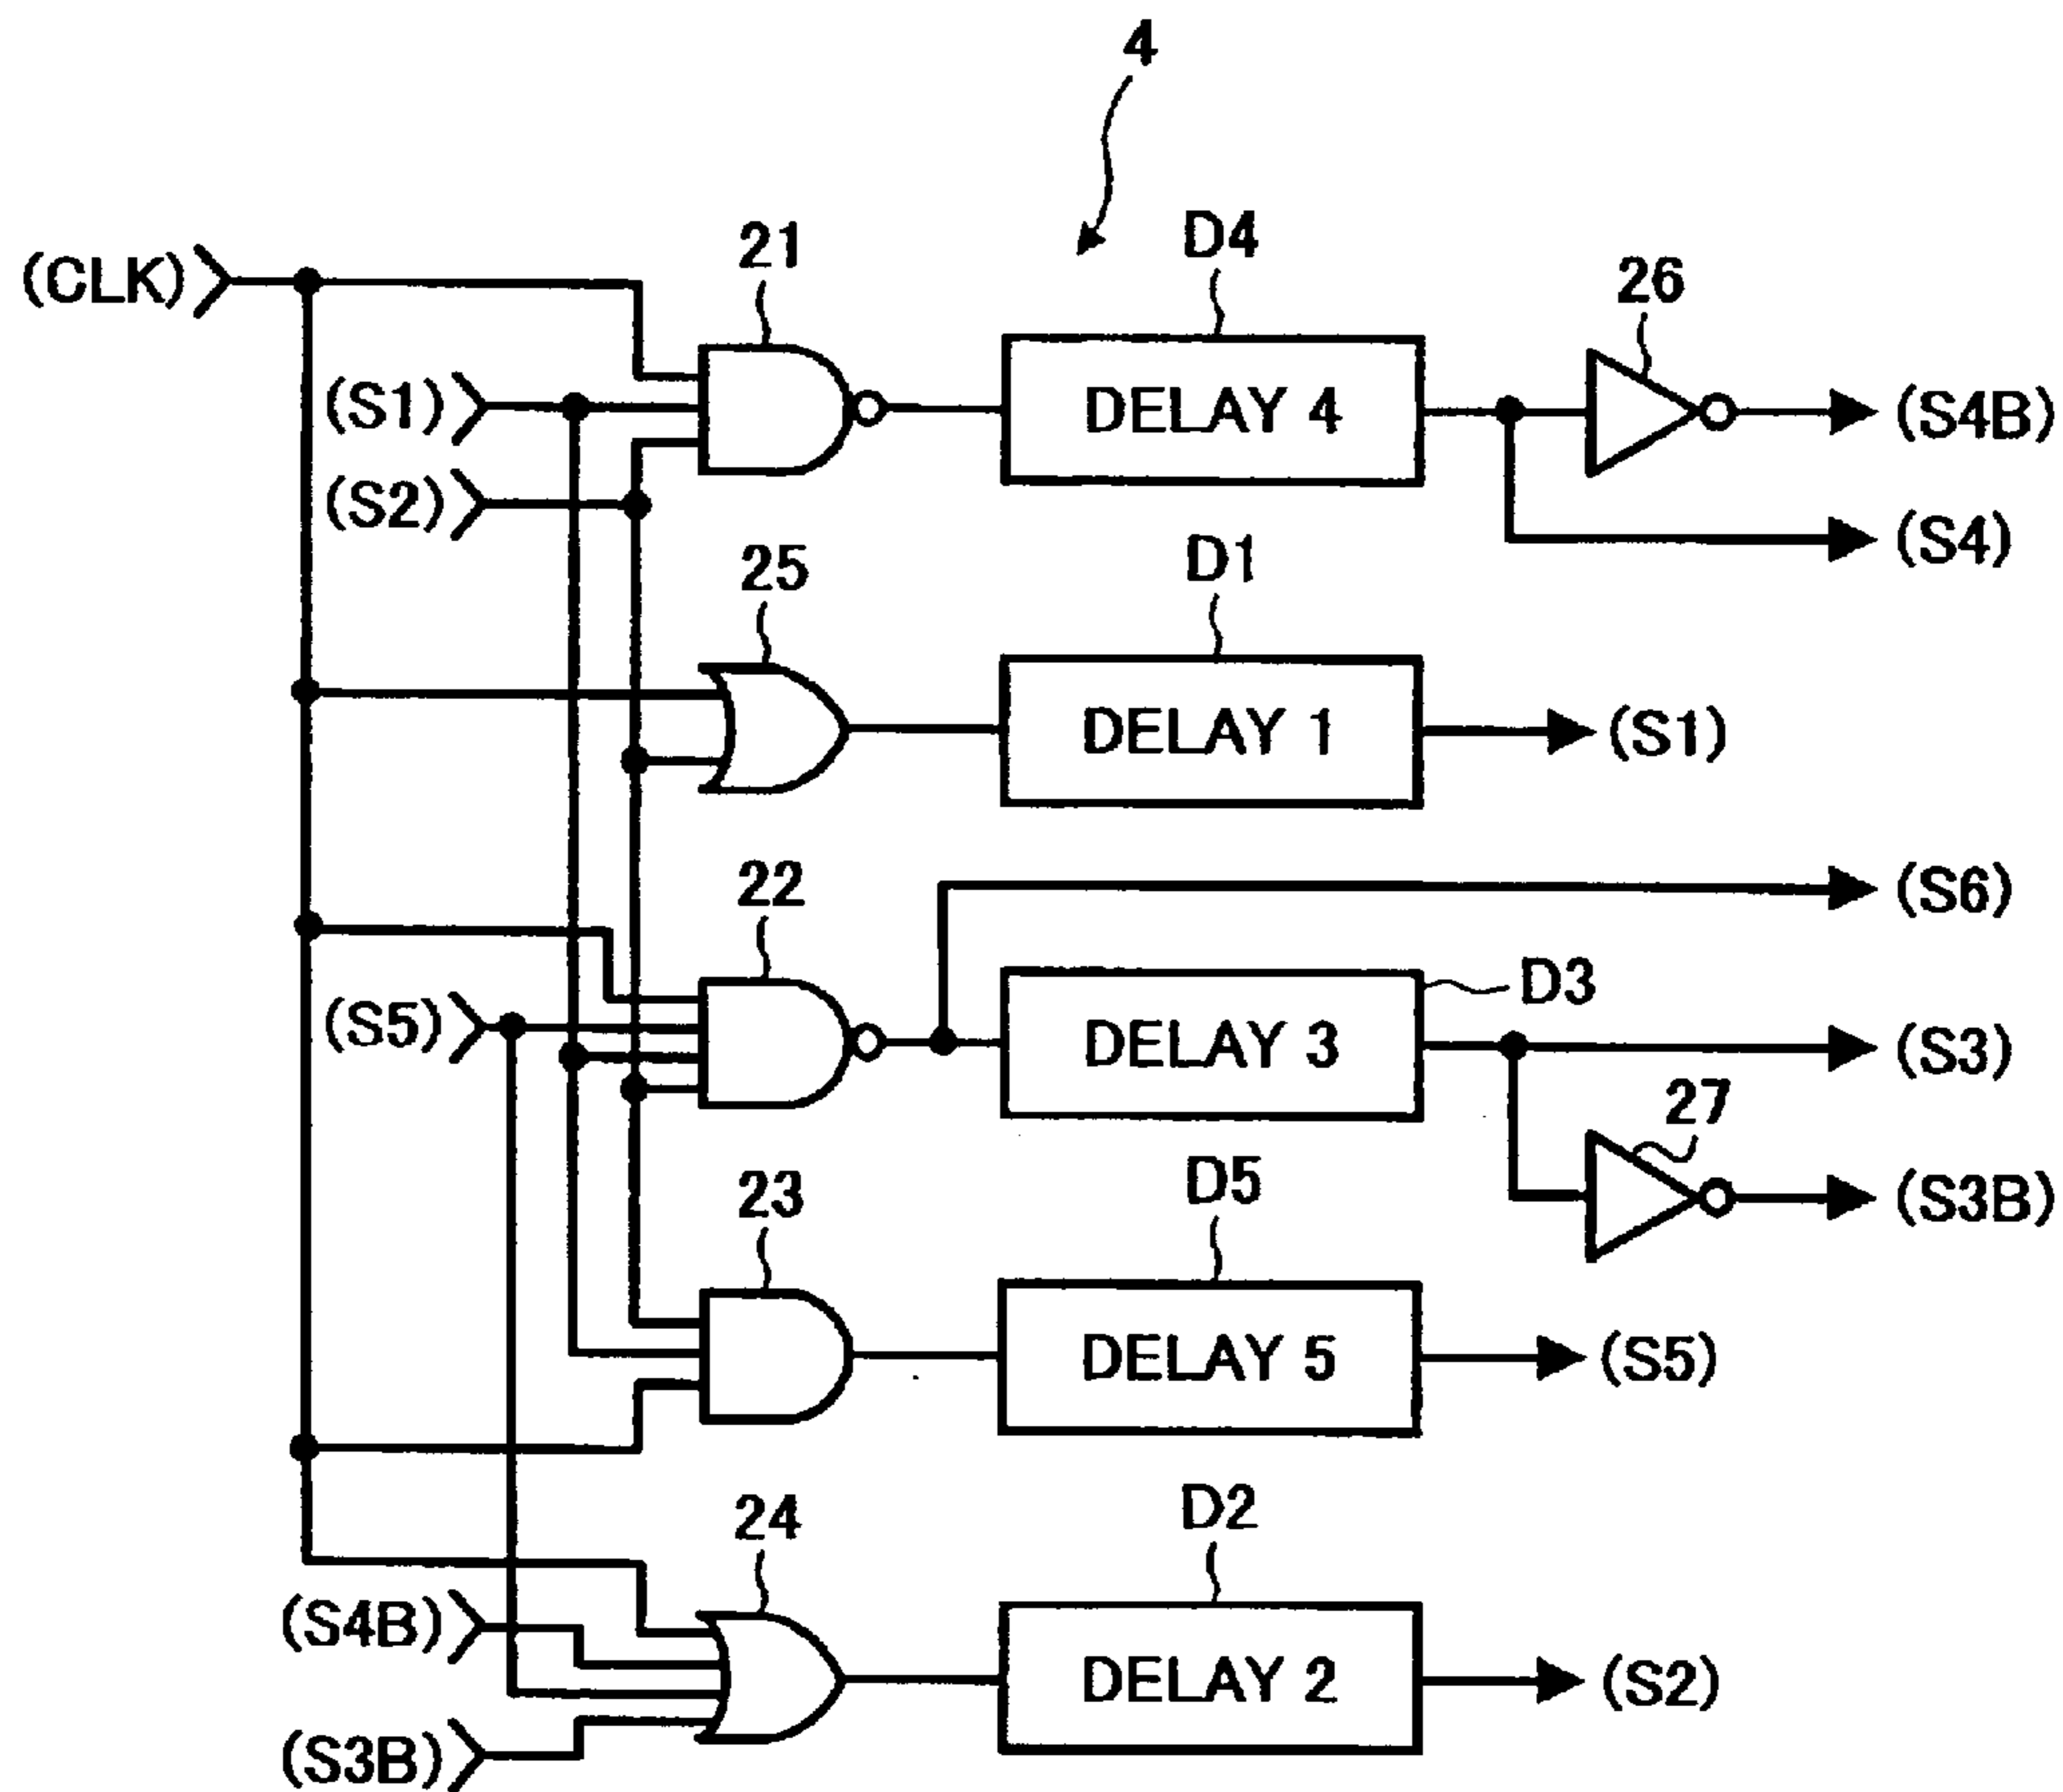 4
21
D4
26
(CLK)
(S1)
DELAY 4
(S4B)
(S2)
(S4)
25
D1
DELAY 1
(S1)
22
(S6)
(S5)
DELAY 3
D3
(S3)
27
23
D5
(S3B)
DELAY 5
(S5)
24
D2
(S4B)
DELAY 2
(S2)
(S3B)